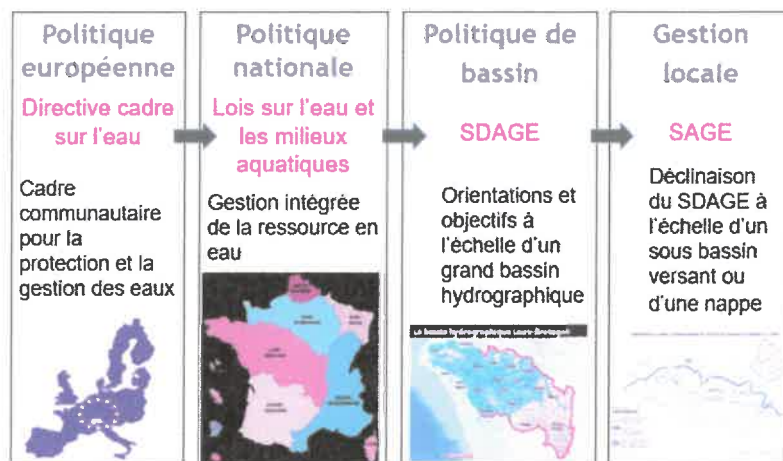 Politique
européenne
Directive cadre
sur l'eau
Cadre
communautaire
pour la
protection et la
gestion des eaux
Politique
nationale
Lois sur l'eau et
les milieux
aquatiques
Gestion intégrée
de la ressource en
eau
Politique de
bassin
SDAGE
Orientations et
objectifs à
l'échelle d'un
grand bassin
hydrographique
Gestion
locale
SAGE
Déclinaison
du SDAGE à
l'échelle d'un
sous bassin
versant ou
d'une nappe